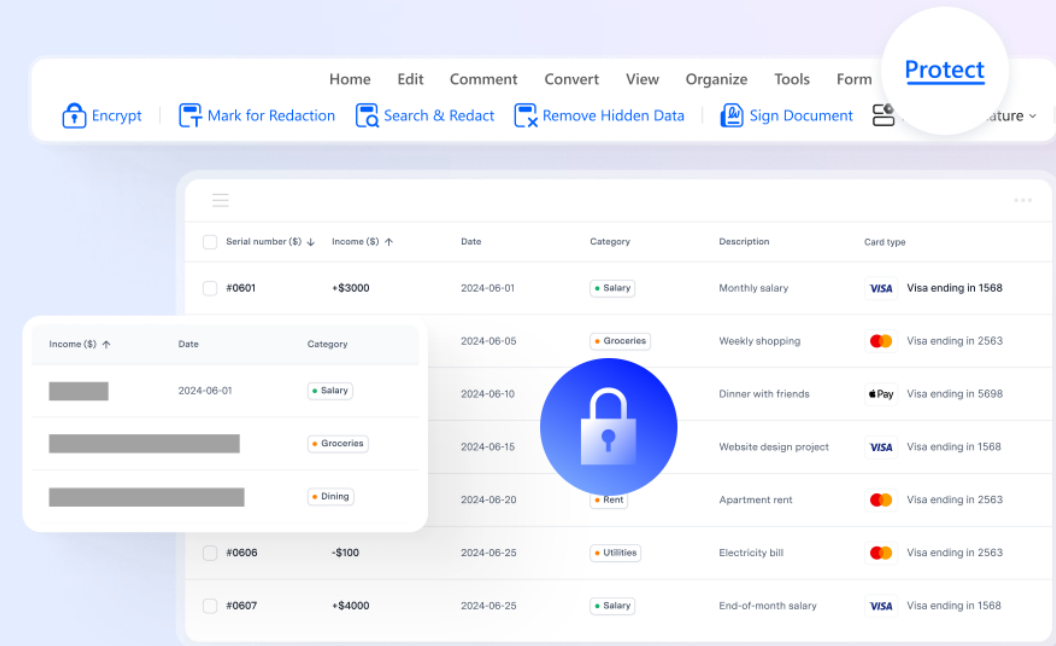 Home Edit Comment Convert View Organize Tools Form Protect
Encrypt Mark for Redaction Search & Redact Remove Hidden Data Sign Document
Serial number ($) Income ($) Date Category Description Card type
#0601 +$3000 2024-06-01 Salary Monthly salary VISA Visa ending in 1568
2024-06-05 Groceries Weekly shopping Visa ending in 2563
2024-06-10 Dinner with friends Pay Visa ending in 5698
2024-06-15 Website design project VISA Visa ending in 1568
2024-06-20 Rent Apartment rent Visa ending in 2563
#0606 -$100 2024-06-25 Utilities Electricity bill Visa ending in 2563
#0607 +$4000 2024-06-25 Salary End-of-month salary VISA Visa ending in 1568
Income ($) Date Category
2024-06-01 Salary
Groceries
Dining